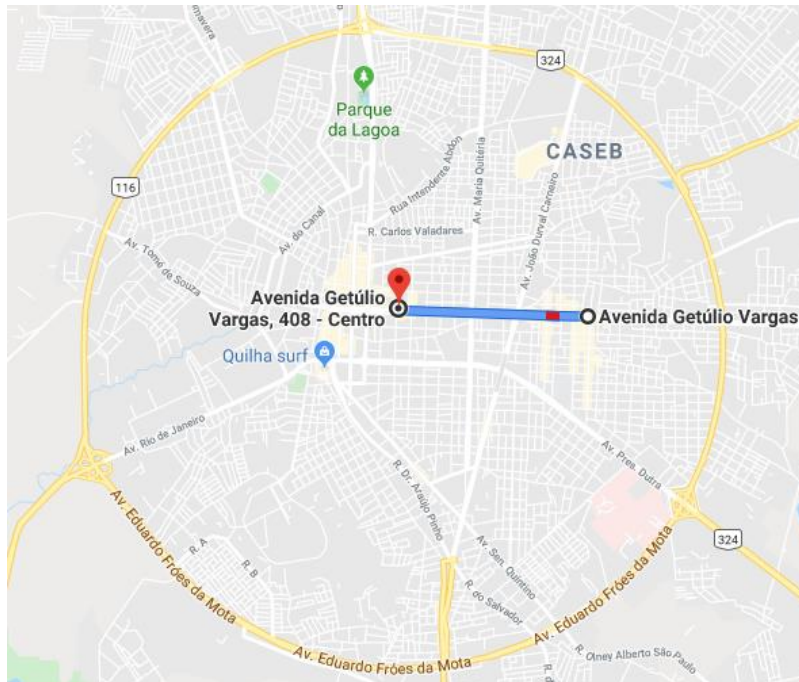 324
Parque
da Lagoa
CASEB
Rua Intendente Abdon
Av. Maria Quitéria
116
Av. do Canal
R. Carlos Valadares
Av. João Durval Carneiro
Av. Tomé de Souza
Avenida Getúlio
Vargas, 408 - Centro
Avenida Getúlio Vargas
Quilha surf
Av. Rio de Janeiro
Av. Pres. Dutra
R. Dr. Araújo Pinho
Av. Eduardo Fróes da Mota
R. A
R. B
Av. Sen. Quintino
324
R. do Salvador
Av. Eduardo Fróes da Mota
Av. Eduardo Fróes da Mota
R. Olney Alberto São Paulo